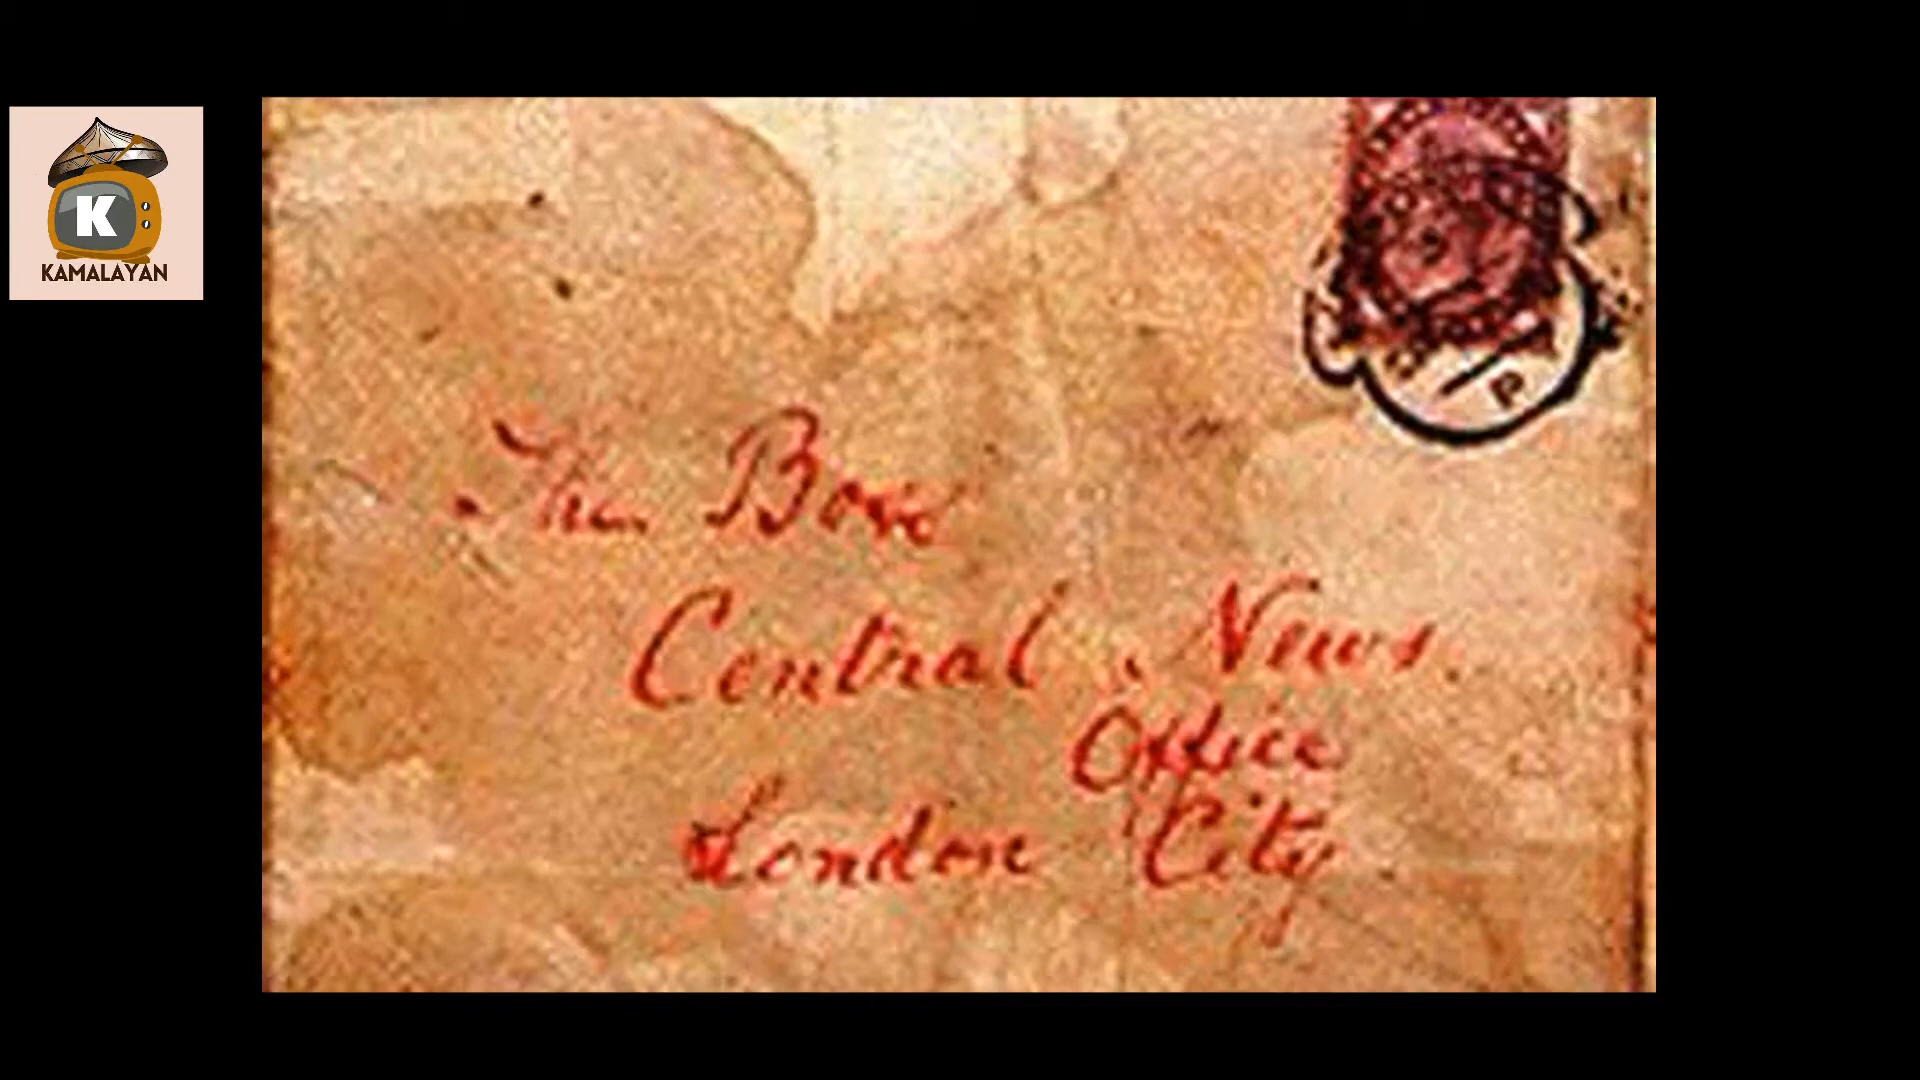 K
KAMALAYAN
The Boss
Central News
Office
London City
P